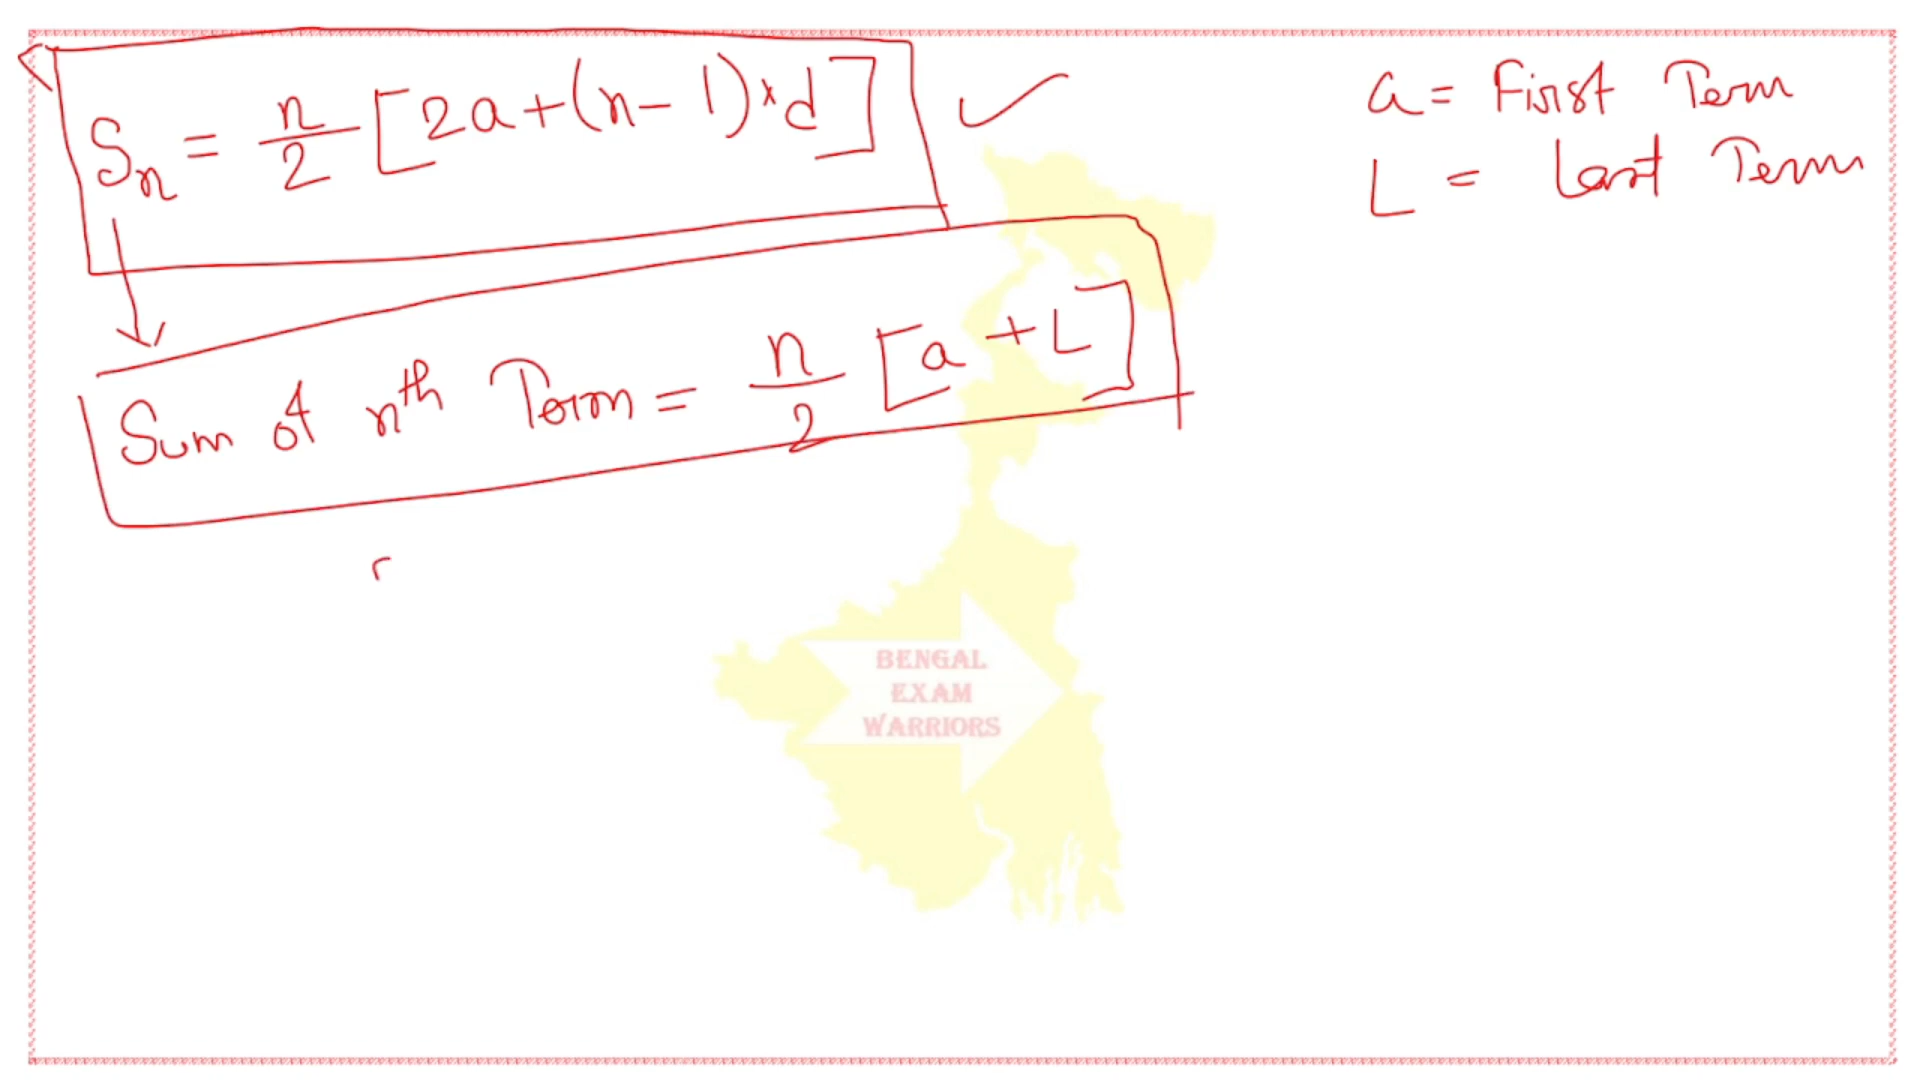 Sn = n/2 [2a+(n-1)×d] ✓
a = First Term
L = Last Term
Sum of nth Term = n/2 [a+L]
BENGAL
EXAM
WARRIORS